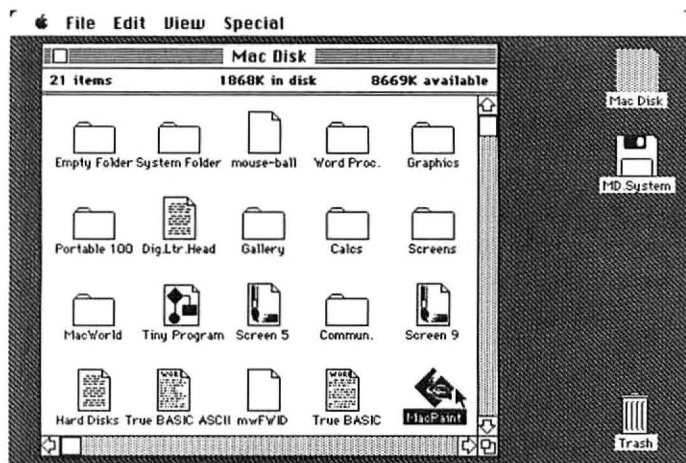 File Edit View Special
Mac Disk
21 items 1868K in disk 8669K available
Empty Folder System Folder mouse-ball Word Proc. Graphics
Portable 100 Dig.Ltr.Head Gallery Calcs Screens
MacWorld Tiny Program Screen 5 Commun. Screen 9
Hard Disks True BASIC ASCII mwFWID True BASIC MacPaint
Mac Disk
MD.System
Trash